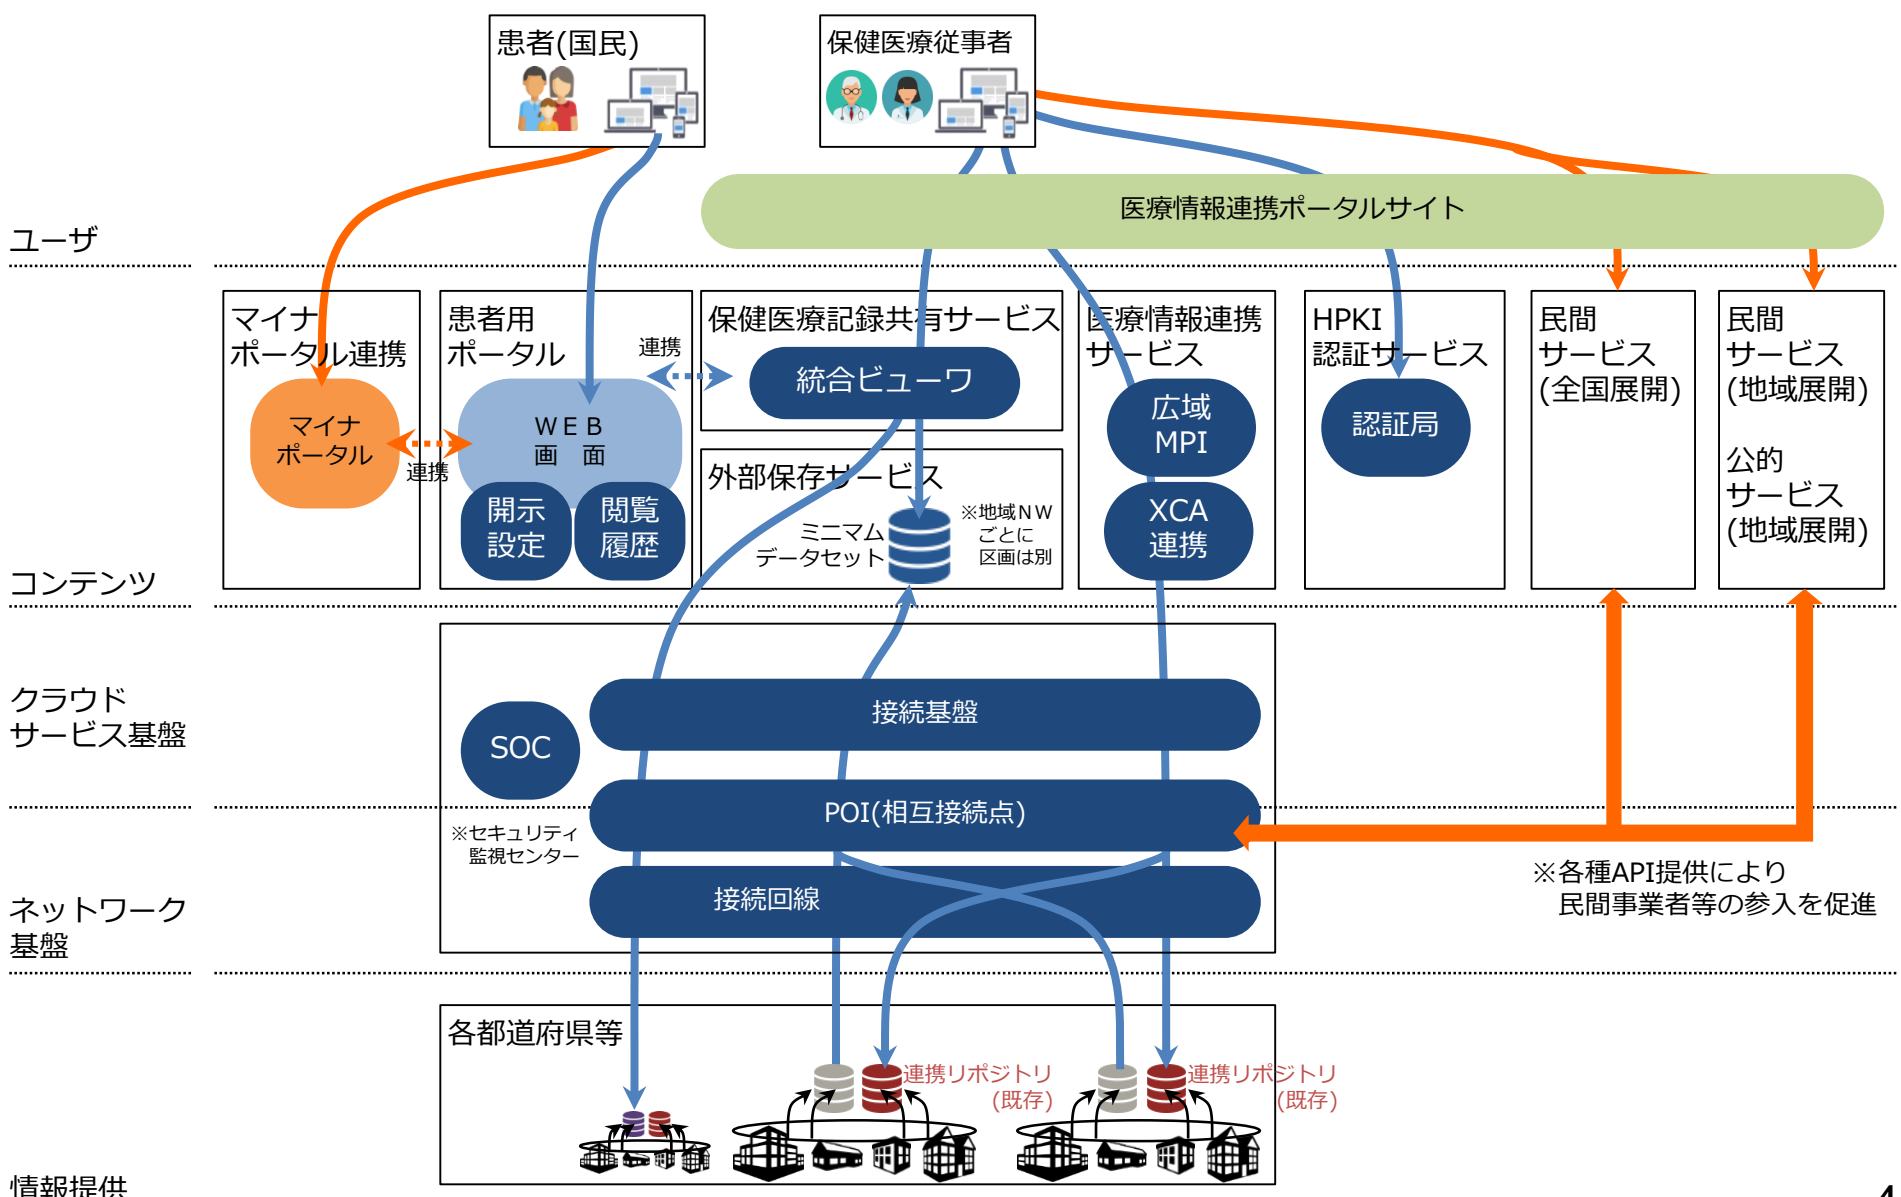 患者(国民)
保健医療従事者
医療情報連携ポータルサイト
ユーザ
マイナ
ポータル連携
マイナ
ポータル
連携
患者用
ポータル
ＷＥＢ
画　面
開示
設定
閲覧
履歴
連携
保健医療記録共有サービス
統合ビューワ
外部保存サービス
ミニマム
データセット
※地域ＮＷ
ごとに
区画は別
医療情報連携
サービス
広域
MPI
XCA
連携
HPKI
認証サービス
認証局
民間
サービス
(全国展開)
民間
サービス
(地域展開)
公的
サービス
(地域展開)
コンテンツ
クラウド
サービス基盤
SOC
※セキュリティ
監視センター
接続基盤
POI(相互接続点)
接続回線
※各種API提供により
民間事業者等の参入を促進
ネットワーク
基盤
各都道府県等
連携リポジトリ
(既存)
連携リポジトリ
(既存)
情報提供
4